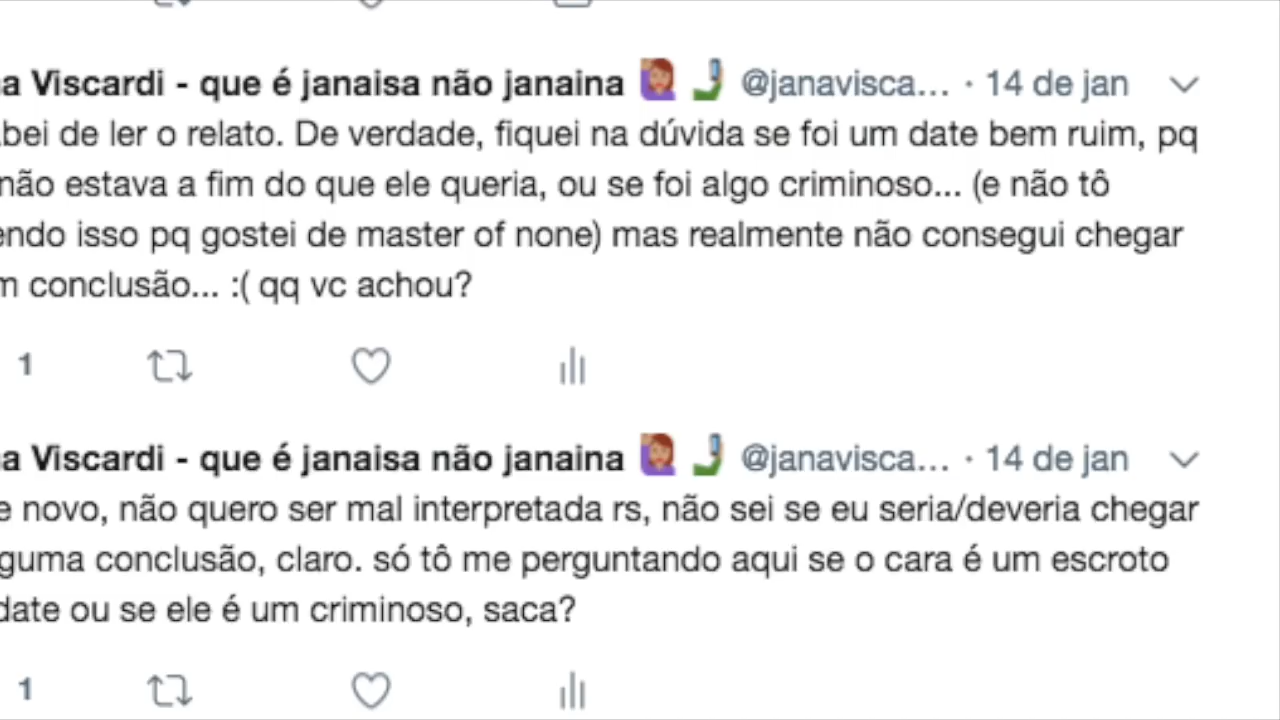 a Viscardi - que é janaisa não janaina 🙋🏽‍♀️ 🤳 @janavisca... · 14 de jan
bei de ler o relato. De verdade, fiquei na dúvida se foi um date bem ruim, pq
não estava a fim do que ele queria, ou se foi algo criminoso... (e não tô
endo isso pq gostei de master of none) mas realmente não consegui chegar
m conclusão... :( qq vc achou?
1
a Viscardi - que é janaisa não janaina 🙋🏽‍♀️ 🤳 @janavisca... · 14 de jan
e novo, não quero ser mal interpretada rs, não sei se eu seria/deveria chegar
guma conclusão, claro. só tô me perguntando aqui se o cara é um escroto
date ou se ele é um criminoso, saca?
1